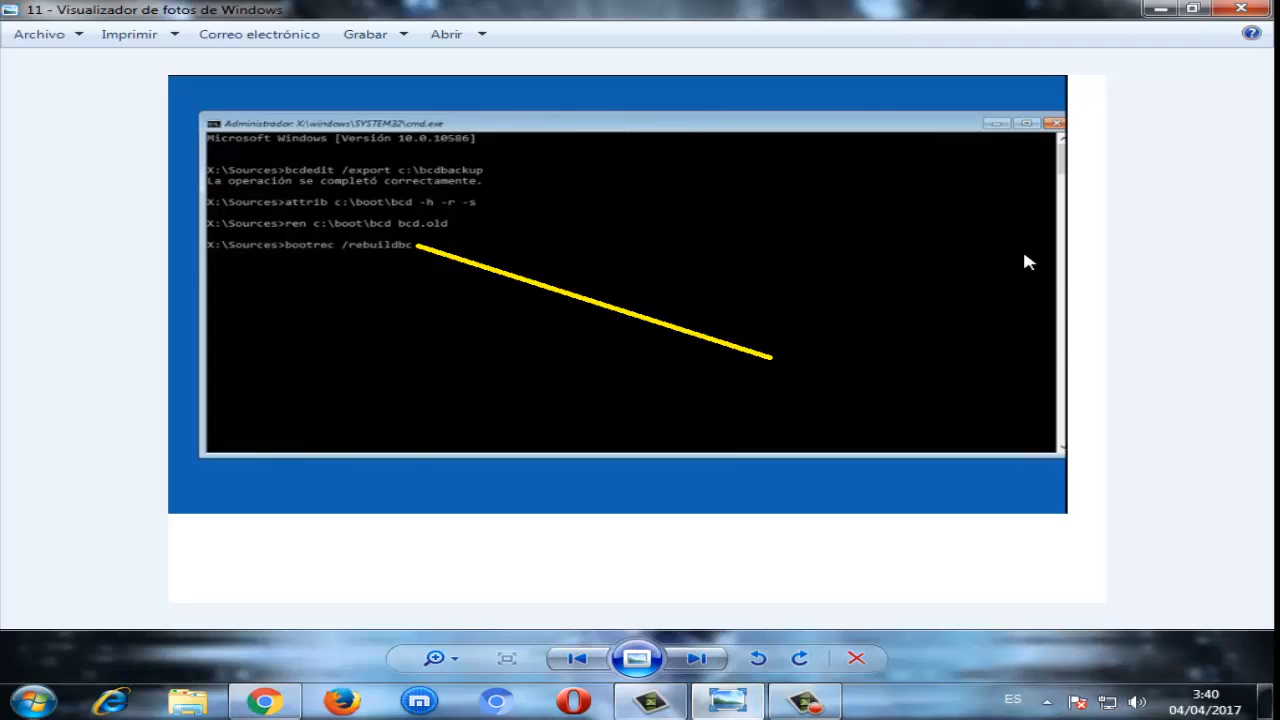 11 - Visualizador de fotos de Windows
Archivo Imprimir Correo electrónico Grabar Abrir
Administrador: X:\windows\SYSTEM32\cmd.exe
Microsoft Windows [Versión 10.0.10586]
X:\Sources>bcdedit /export c:\bcdbackup
La operación se completó correctamente.
X:\Sources>attrib c:\boot\bcd -h -r -s
X:\Sources>ren c:\boot\bcd bcd.old
X:\Sources>bootrec /rebuildbc
ES
3:40
04/04/2017